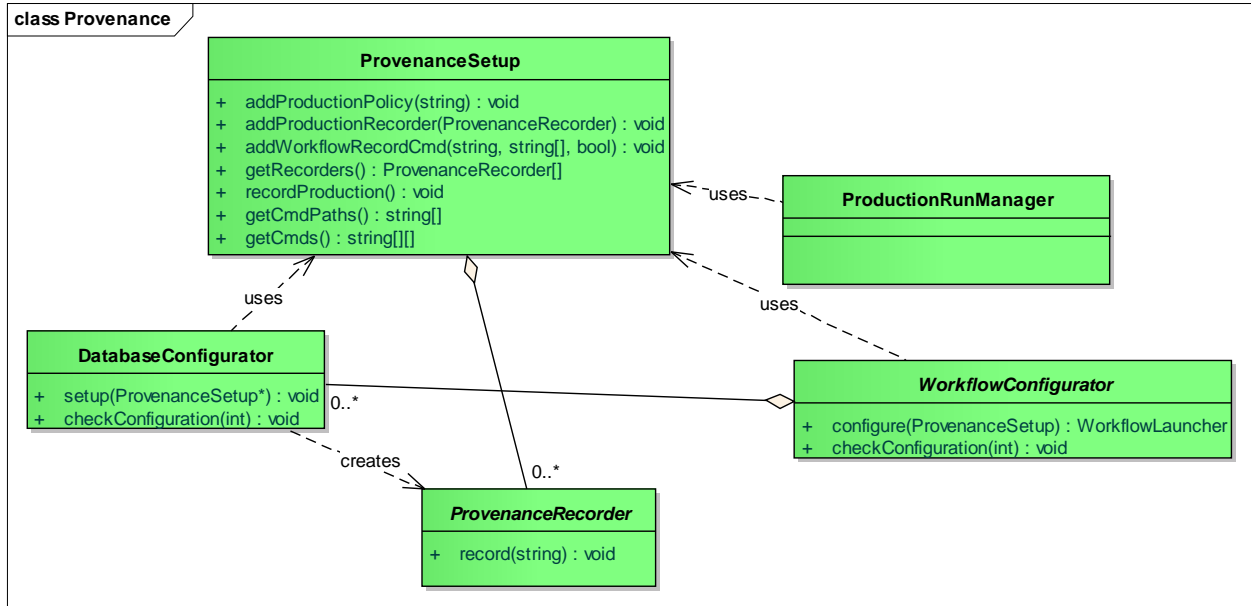 class Provenance
ProvenanceSetup
+ addProductionPolicy(string) : void
+ addProductionRecorder(ProvenanceRecorder) : void
+ addWorkflowRecordCmd(string, string[], bool) : void
+ getRecorders() : ProvenanceRecorder[]
+ recordProduction() : void
+ getCmdPaths() : string[]
+ getCmds() : string[][]
uses
ProductionRunManager
uses
uses
DatabaseConfigurator
+ setup(ProvenanceSetup*) : void
+ checkConfiguration(int) : void
0..*
WorkflowConfigurator
+ configure(ProvenanceSetup) : WorkflowLauncher
+ checkConfiguration(int) : void
creates
0..*
ProvenanceRecorder
+ record(string) : void